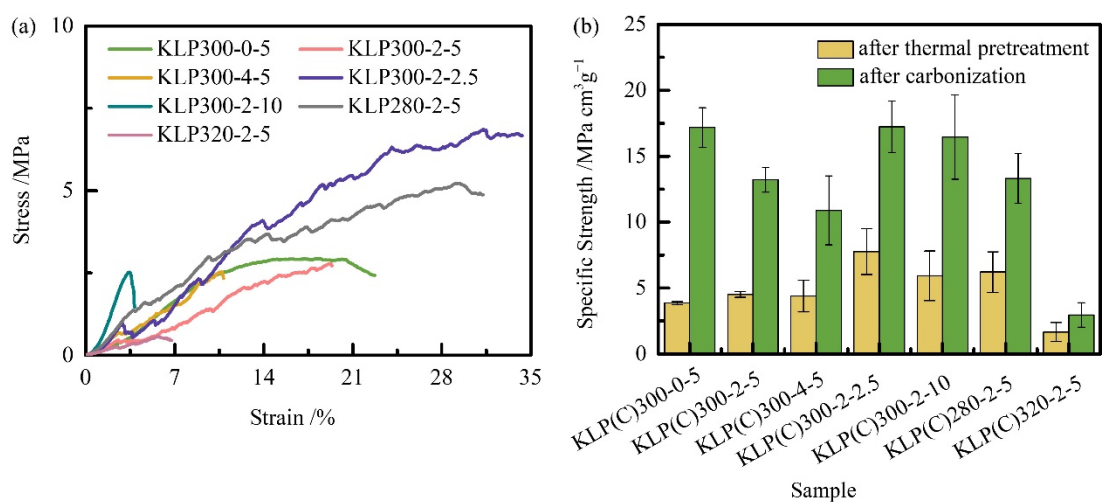 (a)
10
KLP300-0-5 KLP300-2-5
KLP300-4-5 KLP300-2-2.5
KLP300-2-10 KLP280-2-5
KLP320-2-5
Stress /MPa
5
0
0 7 14 21 28 35
Strain /%
(b)
25
after thermal pretreatment
after carbonization
20
15
10
5
0
Specific Strength /MPa cm³g⁻¹
KLP(C)300-0-5
KLP(C)300-2-5
KLP(C)300-4-5
KLP(C)300-2-2.5
KLP(C)300-2-10
KLP(C)280-2-5
KLP(C)320-2-5
Sample